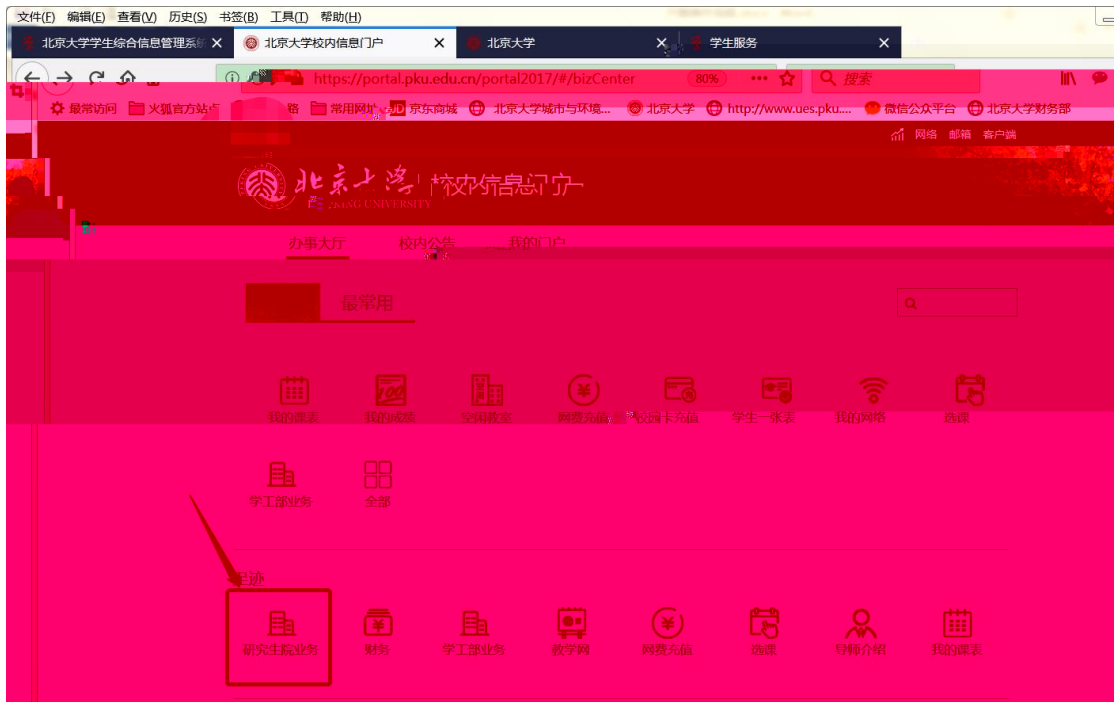 文件(F) 编辑(E) 查看(V) 历史(S) 书签(B) 工具(T) 帮助(H)
北京大学学生综合信息管理系统 北京大学校内信息门户 北京大学 学生服务
https://portal.pku.edu.cn/portal2017/#/bizCenter 80% 搜索
最常访问 火狐官方站点 常用网址 JD 京东商城 北京大学城市与环境... 北京大学 http://www.ues.pku.... 微信公众平台 北京大学财务部
网络 邮箱 客户端
北京大学 校内信息门户
PEKING UNIVERSITY
办事大厅 校内公告 我的门户
最常用
我的课表 我的成绩 空闲教室 网费充值 校园卡充值 学生一张表 我的网络 选课
学工部业务 全部
足迹
研究生院业务 财务 学工部业务 教学网 网费充值 选课 导师介绍 我的课表